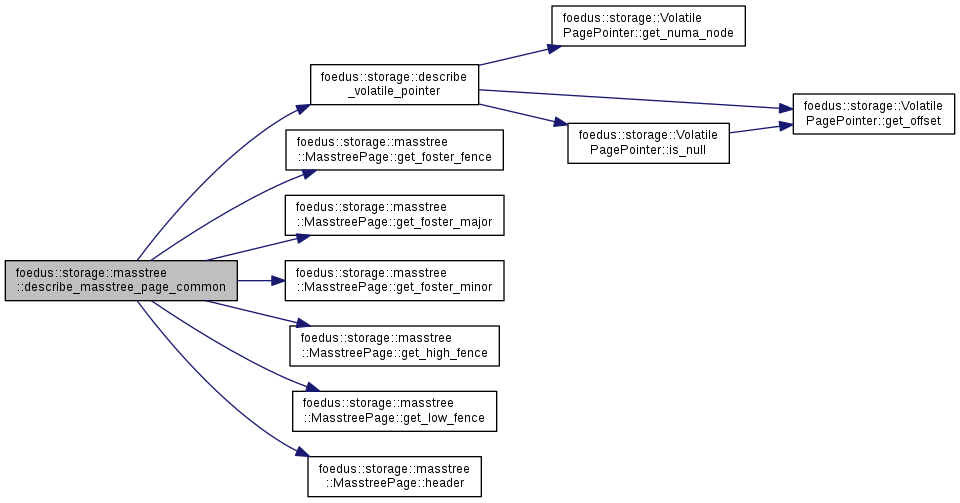 foedus::storage::Volatile
PagePointer::get_numa_node
foedus::storage::describe
_volatile_pointer
foedus::storage::Volatile
PagePointer::get_offset
foedus::storage::Volatile
PagePointer::is_null
foedus::storage::masstree
::MasstreePage::get_foster_fence
foedus::storage::masstree
::MasstreePage::get_foster_major
foedus::storage::masstree
::describe_masstree_page_common
foedus::storage::masstree
::MasstreePage::get_foster_minor
foedus::storage::masstree
::MasstreePage::get_high_fence
foedus::storage::masstree
::MasstreePage::get_low_fence
foedus::storage::masstree
::MasstreePage::header